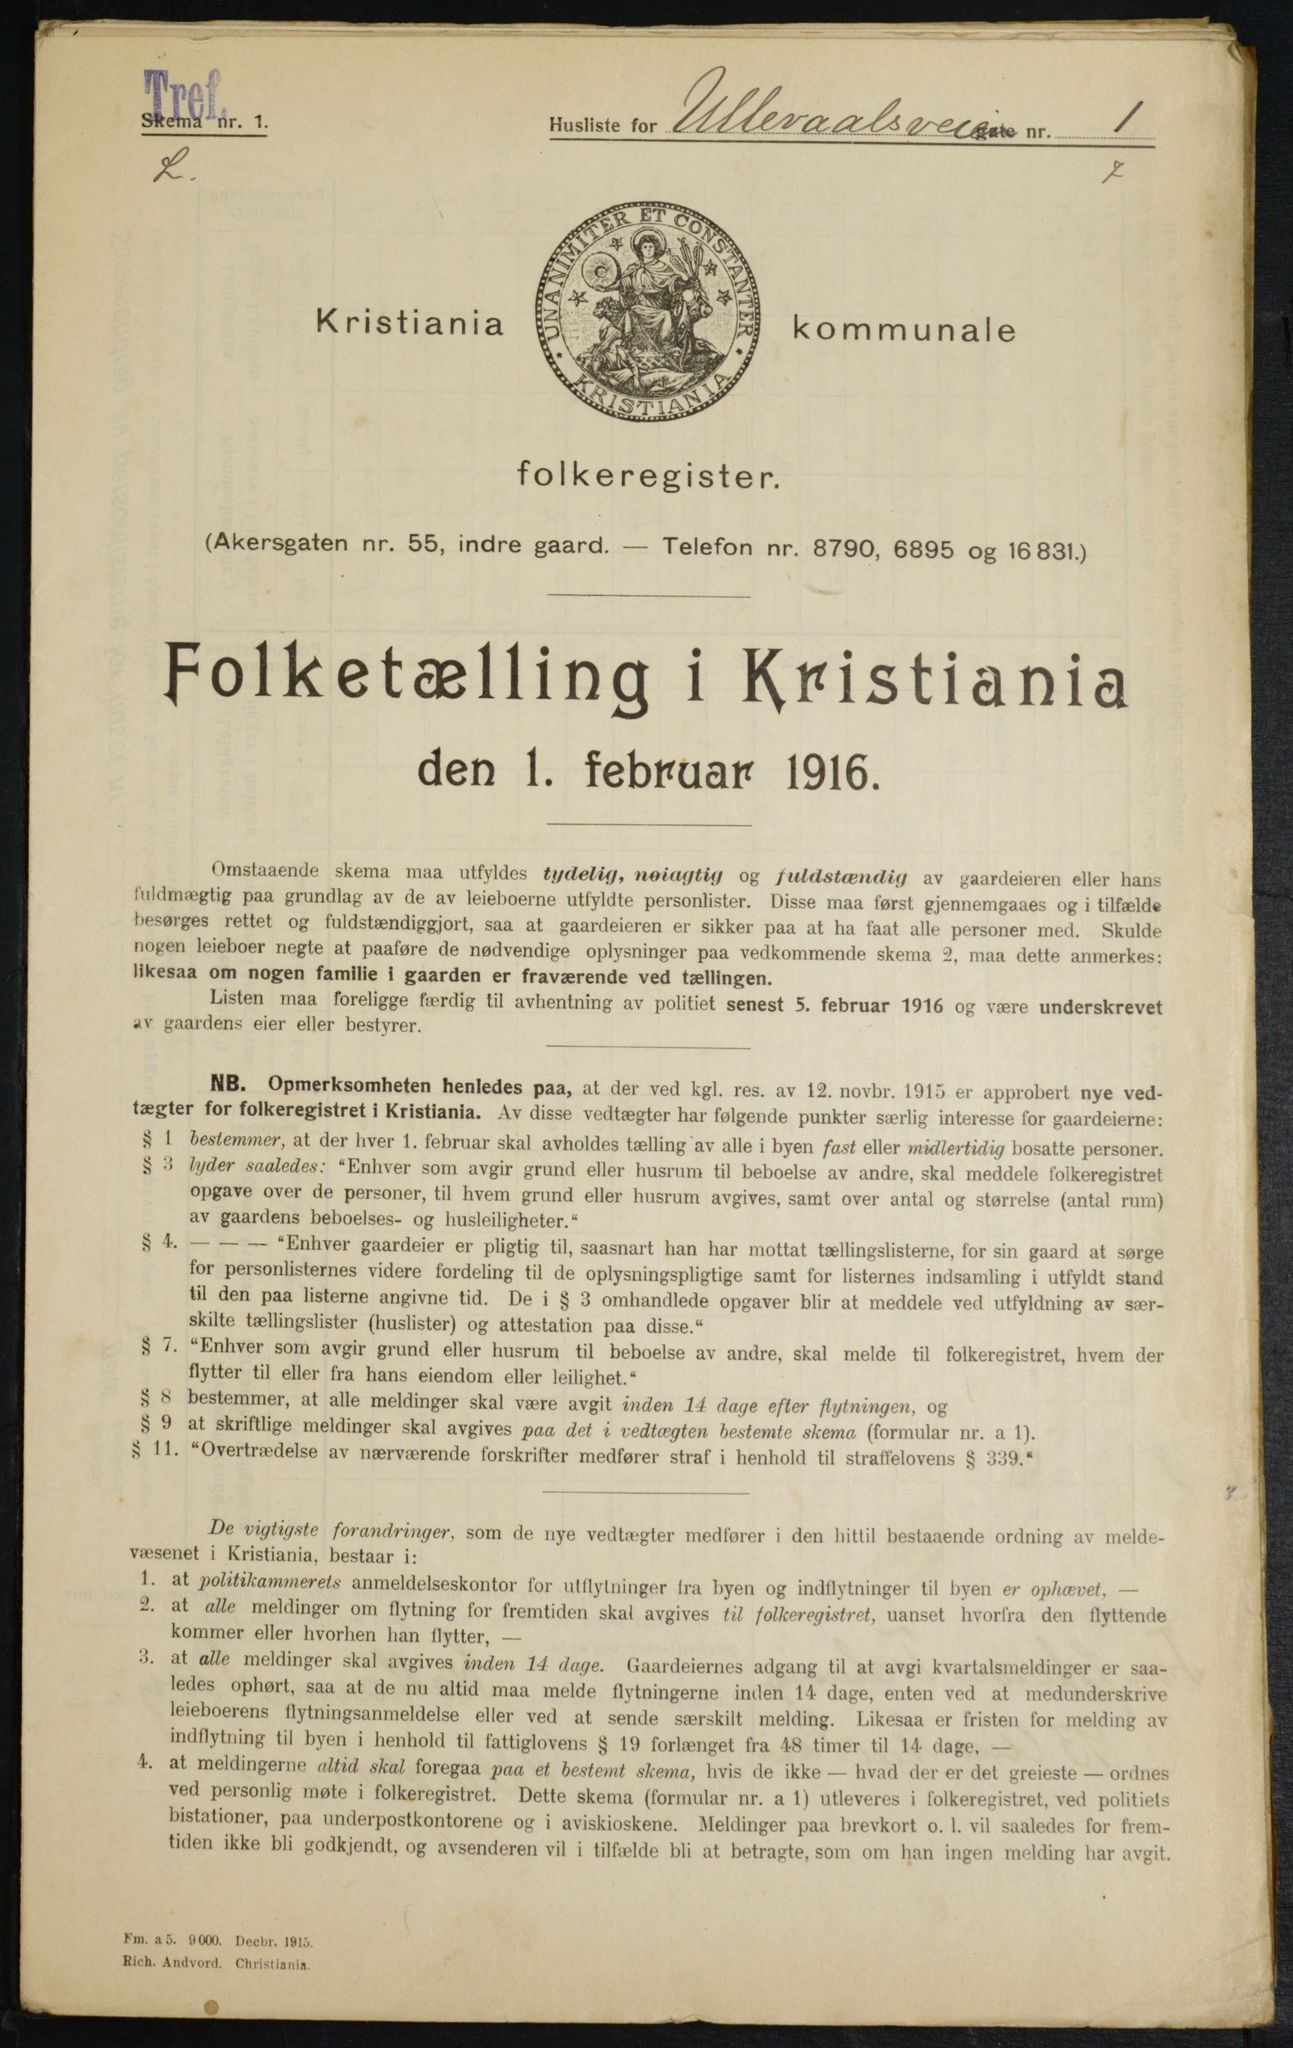 Tref.
Skema nr. 1.
Husliste for Ullevaalsveien gate nr. 1
L.
7
Kristiania
UNANIMITER ET CONSTANTER
KRISTIANIA
kommunale
folkeregister.
(Akersgaten nr. 55, indre gaard. — Telefon nr. 8790, 6895 og 16 831.)
Folketælling i Kristiania
den 1. februar 1916.
Omstaaende skema maa utfyldes tydelig, nøiagtig og fuldstændig av gaardeieren eller hans
fuldmægtig paa grundlag av de av leieboerne utfyldte personlister. Disse maa først gjennemgaaes og i tilfælde
besørges rettet og fuldstændiggjort, saa at gaardeieren er sikker paa at ha faat alle personer med. Skulde
nogen leieboer negte at paaføre de nødvendige oplysninger paa vedkommende skema 2, maa dette anmerkes;
likesaa om nogen familie i gaarden er fraværende ved tællingen.
Listen maa foreligge færdig til avhentning av politiet senest 5. februar 1916 og være underskrevet
av gaardens eier eller bestyrer.
NB. Opmerksomheten henledes paa, at der ved kgl. res. av 12. novbr. 1915 er approbert nye ved-
tægter for folkeregistret i Kristiania. Av disse vedtægter har følgende punkter særlig interesse for gaardeierne:
§ 1 bestemmer, at der hver 1. februar skal avholdes tælling av alle i byen fast eller midlertidig bosatte personer.
§ 3 lyder saaledes: “Enhver som avgir grund eller husrum til beboelse av andre, skal meddele folkeregistret
opgave over de personer, til hvem grund eller husrum avgives, samt over antal og størrelse (antal rum)
av gaardens beboelses- og husleiligheter.“
§ 4. — — — “Enhver gaardeier er pligtig til, saasnart han har mottat tællingslisterne, for sin gaard at sørge
for personlisternes videre fordeling til de oplysningspligtige samt for listernes indsamling i utfyldt stand
til den paa listerne angivne tid. De i § 3 omhandlede opgaver blir at meddele ved utfyldning av sær-
skilte tællingslister (huslister) og attestation paa disse.“
§ 7. “Enhver som avgir grund eller husrum til beboelse av andre, skal melde til folkeregistret, hvem der
flytter til eller fra hans eiendom eller leilighet.“
§ 8 bestemmer, at alle meldinger skal være avgit inden 14 dage efter flytningen, og
§ 9 at skriftlige meldinger skal avgives paa det i vedtægten bestemte skema (formular nr. a 1).
§ 11. “Overtrædelse av nærværende forskrifter medfører straf i henhold til straffelovens § 339.“
De vigtigste forandringer, som de nye vedtægter medfører i den hittil bestaaende ordning av melde-
væsenet i Kristiania, bestaar i:
1. at politikammerets anmeldelseskontor for utflytninger fra byen og indflytninger til byen er ophævet, —
2. at alle meldinger om flytning for fremtiden skal avgives til folkeregistret, uanset hvorfra den flyttende
kommer eller hvorhen han flytter, —
3. at alle meldinger skal avgives inden 14 dage. Gaardeiernes adgang til at avgi kvartalsmeldinger er saa-
ledes ophørt, saa at de nu altid maa melde flytningerne inden 14 dage, enten ved at medunderskrive
leieboerens flytningsanmeldelse eller ved at sende særskilt melding. Likesaa er fristen for melding av
indflytning til byen i henhold til fattiglovens § 19 forlænget fra 48 timer til 14 dage, —
4. at meldingerne altid skal foregaa paa et bestemt skema, hvis de ikke — hvad der er det greieste — ordnes
ved personlig møte i folkeregistret. Dette skema (formular nr. a 1) utleveres i folkeregistret, ved politiets
bistationer, paa underpostkontorene og i aviskioskene. Meldinger paa brevkort o. l. vil saaledes for frem-
tiden ikke bli godkjendt, og avsenderen vil i tilfælde bli at betragte, som om han ingen melding har avgit.
Fm. a 5. 9 000. Decbr. 1915.
Rich. Andvord. Christiania.